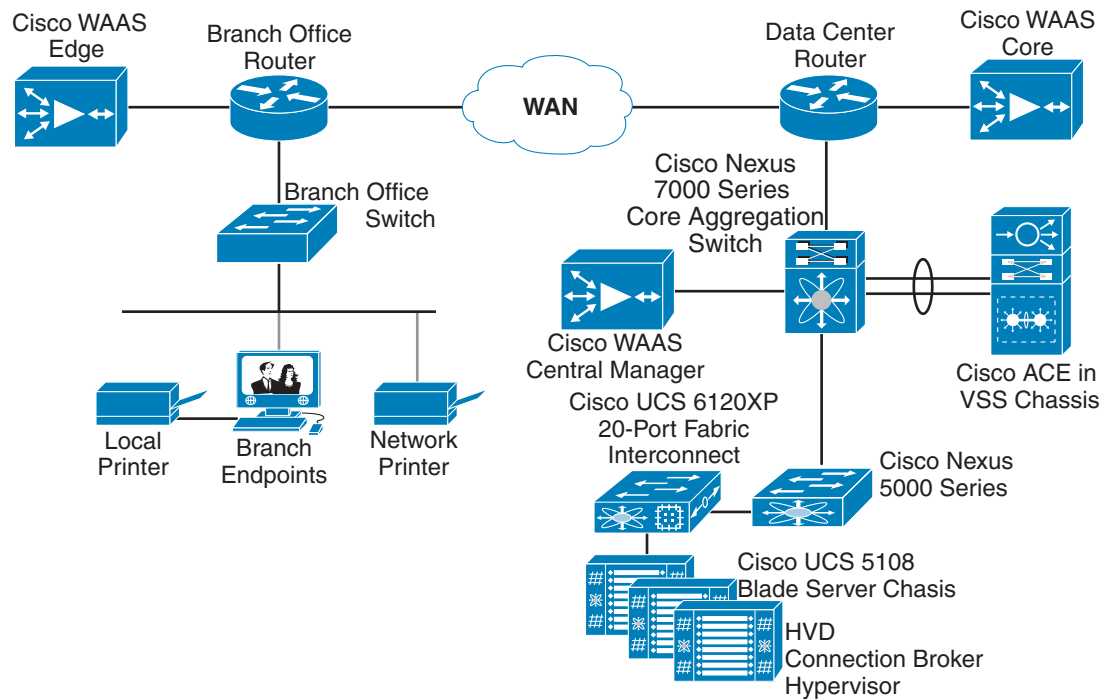 Cisco WAAS
Edge
Branch Office
Router
WAN
Data Center
Router
Cisco WAAS
Core
Branch Office
Switch
Cisco Nexus
7000 Series
Core Aggregation
Switch
Cisco WAAS
Central Manager
Cisco ACE in
VSS Chassis
Local
Printer
Branch
Endpoints
Network
Printer
Cisco UCS 6120XP
20-Port Fabric
Interconnect
Cisco Nexus
5000 Series
Cisco UCS 5108
Blade Server Chasis
HVD
Connection Broker
Hypervisor